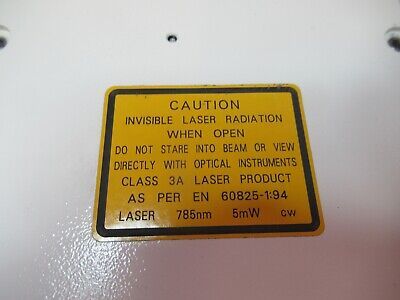 CAUTION
INVISIBLE LASER RADIATION
WHEN OPEN
DO NOT STARE INTO BEAM OR VIEW
DIRECTLY WITH OPTICAL INSTRUMENTS
CLASS 3A LASER PRODUCT
AS PER EN 60825-1:94
LASER 785nm 5mW cw